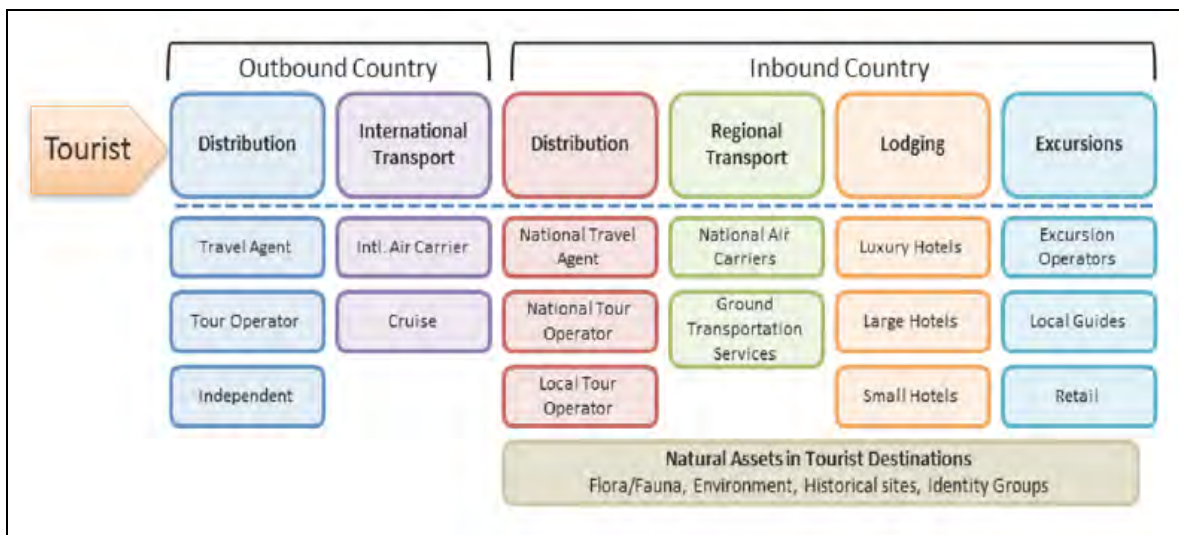 Outbound Country
Inbound Country
Tourist
Distribution
International
Transport
Distribution
Regional
Transport
Lodging
Excursions
Travel Agent
Intl. Air Carrier
National Travel
Agent
National Air
Carriers
Luxury Hotels
Excursion
Operators
Tour Operator
Cruise
National Tour
Operator
Ground
Transportation
Services
Large Hotels
Local Guides
Independent
Local Tour
Operator
Small Hotels
Retail
Natural Assets in Tourist Destinations
Flora/Fauna, Environment, Historical sites, Identity Groups